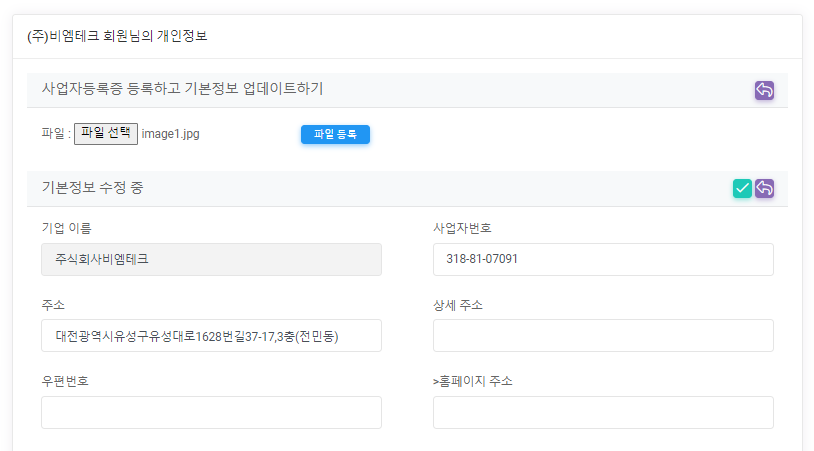 (주)비엠테크 회원님의 개인정보
사업자등록증 등록하고 기본정보 업데이트하기
파일 : 파일 선택 image1.jpg 파일 등록
기본정보 수정 중
기업 이름 사업자번호
주식회사비엠테크 318-81-07091
주소 상세 주소
대전광역시유성구유성대로1628번길37-17,3층(전민동)
우편번호 >홈페이지 주소